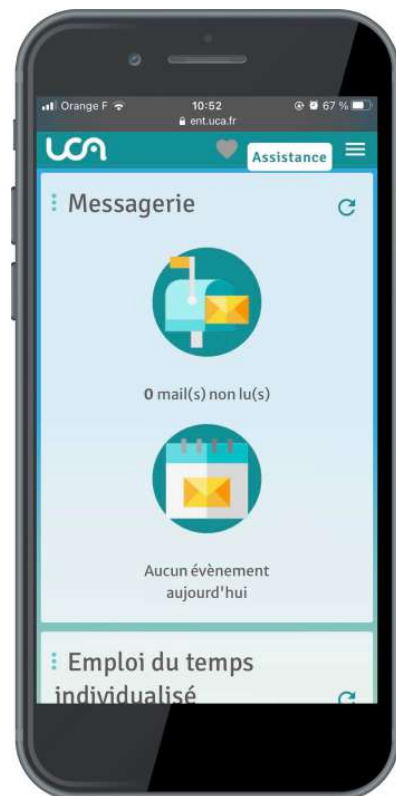 Orange F
10:52
67 %
ent.uca.fr
uca
Assistance
Messagerie
0 mail(s) non lu(s)
Aucun évènement
aujourd'hui
Emploi du temps
individualisé